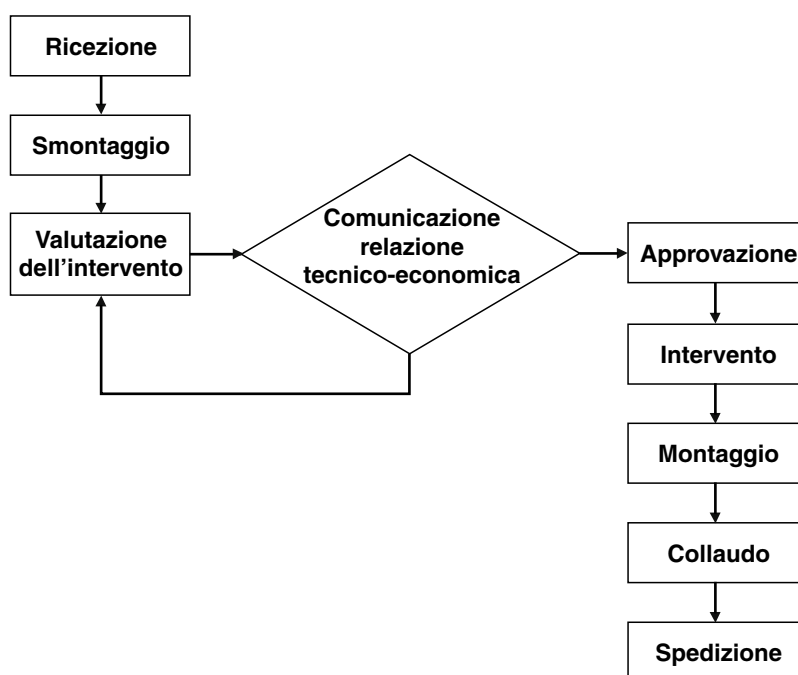 Ricezione
Smontaggio
Valutazione
dell’intervento
Comunicazione
relazione
tecnico-economica
Approvazione
Intervento
Montaggio
Collaudo
Spedizione